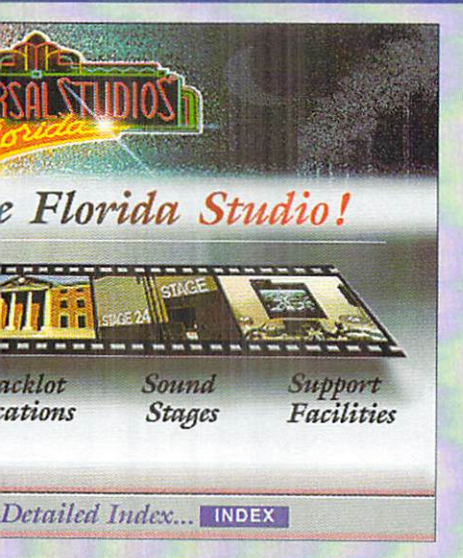 RSAL STUDIOS
orida
e Florida Studio!
STAGE 24
STAGE
acklot
cations
Sound
Stages
Support
Facilities
Detailed Index... INDEX